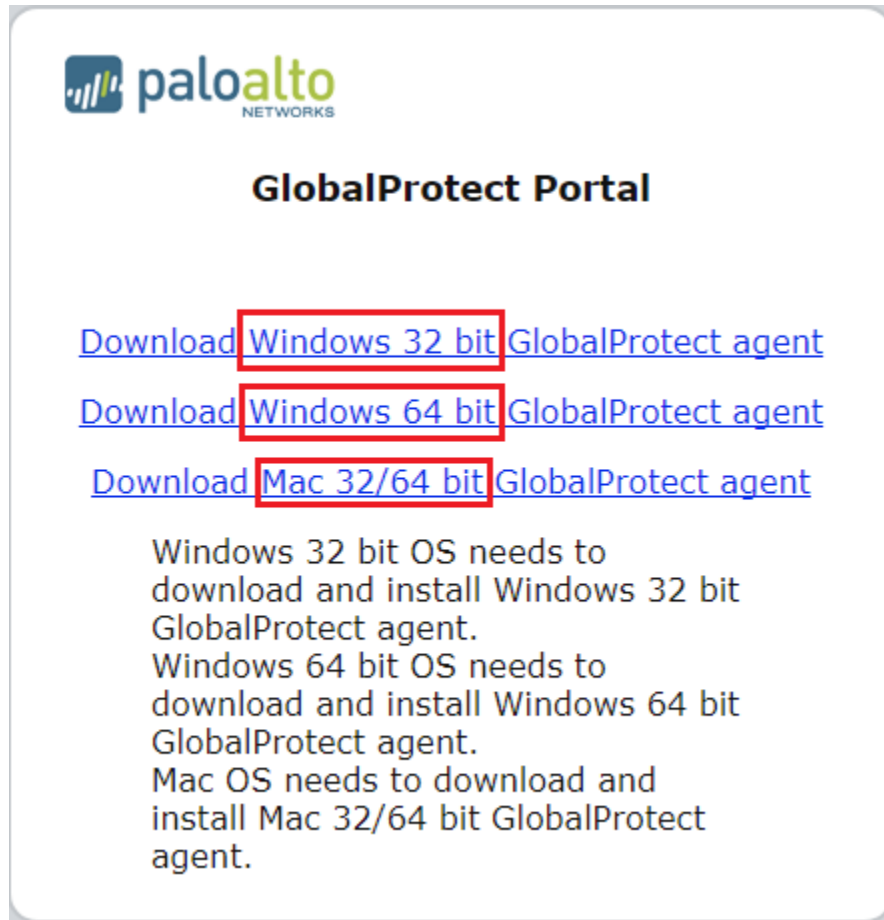 paloalto
NETWORKS
GlobalProtect Portal
Download Windows 32 bit GlobalProtect agent
Download Windows 64 bit GlobalProtect agent
Download Mac 32/64 bit GlobalProtect agent
Windows 32 bit OS needs to
download and install Windows 32 bit
GlobalProtect agent.
Windows 64 bit OS needs to
download and install Windows 64 bit
GlobalProtect agent.
Mac OS needs to download and
install Mac 32/64 bit GlobalProtect
agent.